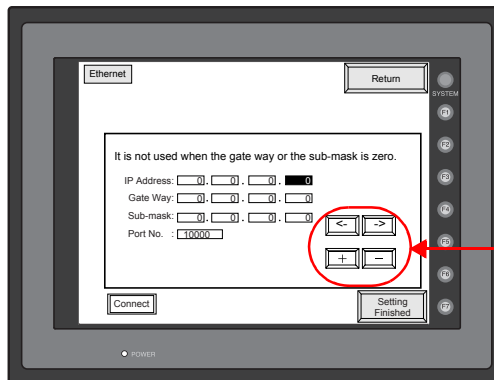 Ethernet
Return
SYSTEM
F1
F2
It is not used when the gate way or the sub-mask is zero.
F3
IP Address: 0. 0. 0. 0
Gate Way: 0. 0. 0. 0
F4
Sub-mask: 0. 0. 0. 0
<- ->
Port No. : 10000
F5
+ −
F6
Connect
Setting
Finished
F7
POWER